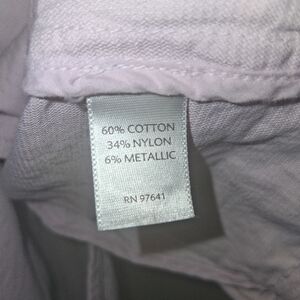 60% COTTON
34% NYLON
6% METALLIC
RN 97641